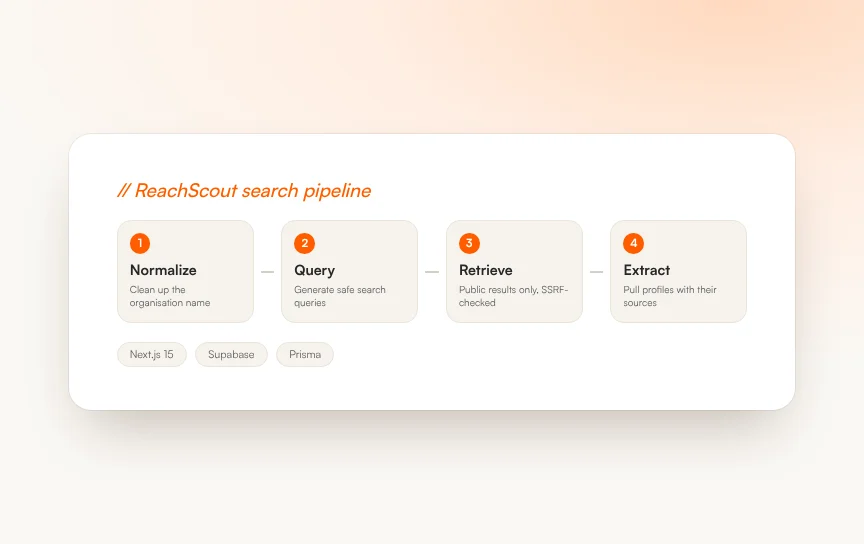 // ReachScout search pipeline
1
Normalize
Clean up the
organisation name
2
Query
Generate safe search
queries
3
Retrieve
Public results only, SSRF-
checked
4
Extract
Pull profiles with their
sources
Next.js 15
Supabase
Prisma